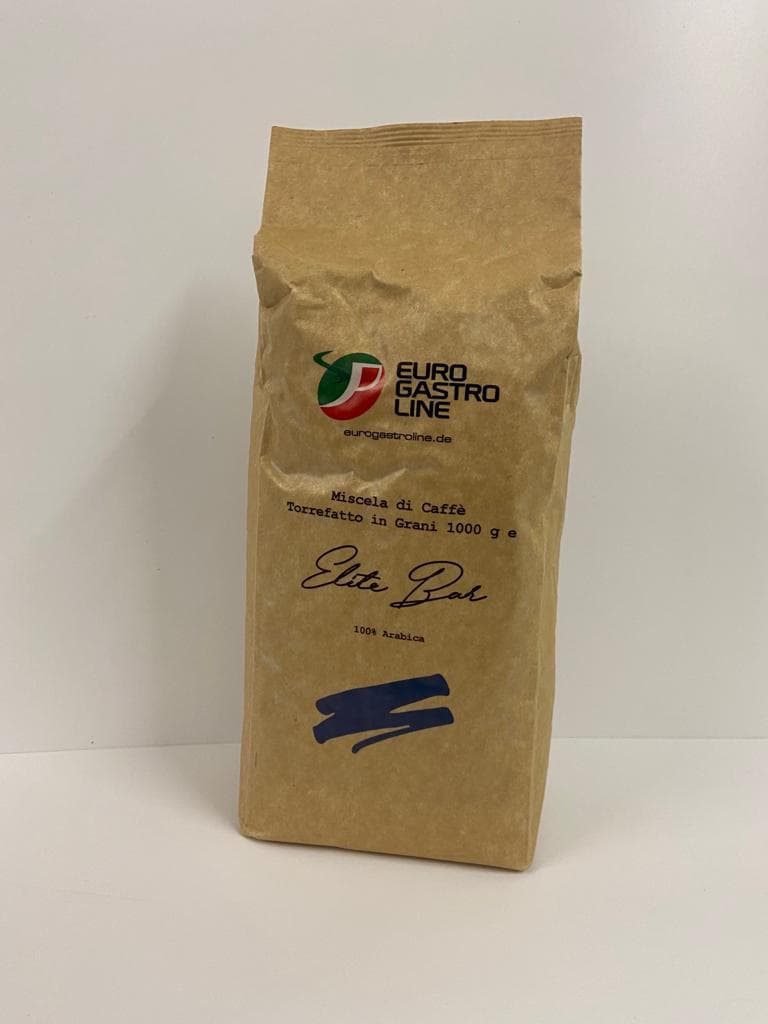 EURO
GASTRO
LINE
eurogastroline.de
Miscela di Caffè
Torrefatto in Grani 1000 g e
Elite Bar
100% Arabica